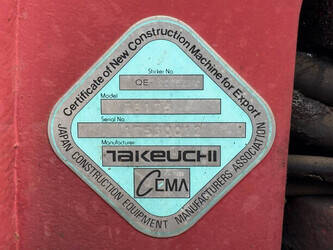 Certificate of New Construction Machine for Export
Sticker No.
QE
Model
Serial No.
Manufacturer
TAKEUCHI
CEMA
JAPAN CONSTRUCTION EQUIPMENT MANUFACTURERS ASSOCIATION